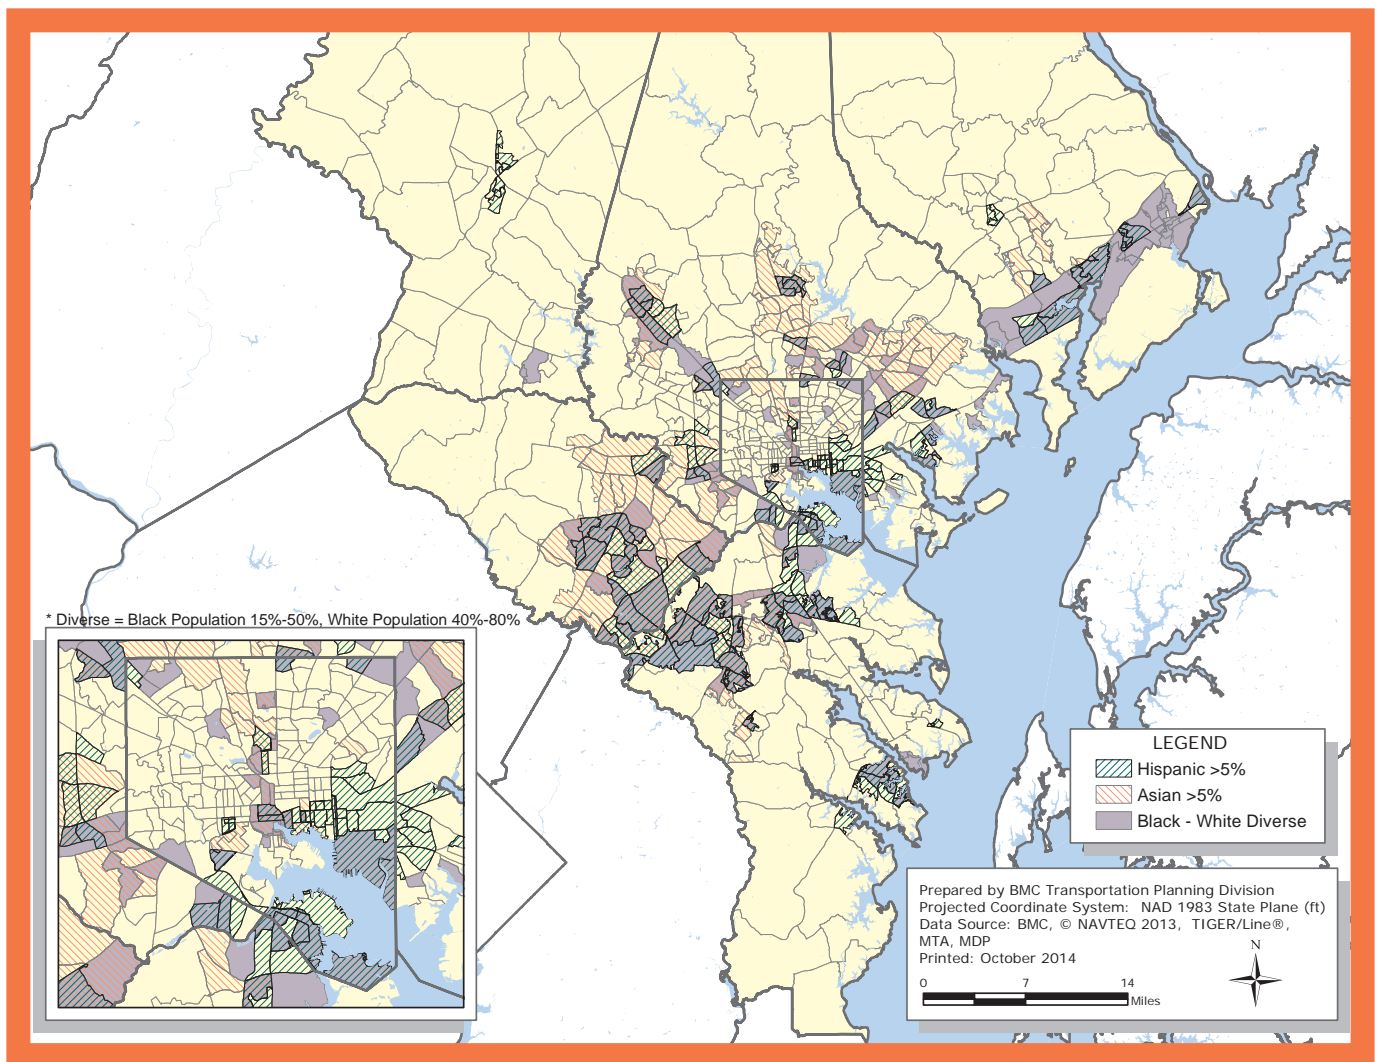 * Diverse = Black Population 15%-50%, White Population 40%-80%
LEGEND
Hispanic >5%
Asian >5%
Black - White Diverse
Prepared by BMC Transportation Planning Division
Projected Coordinate System: NAD 1983 State Plane (ft)
Data Source: BMC, © NAVTEQ 2013, TIGER/Line®,
MTA, MDP
Printed: October 2014
N
0 7 14
Miles